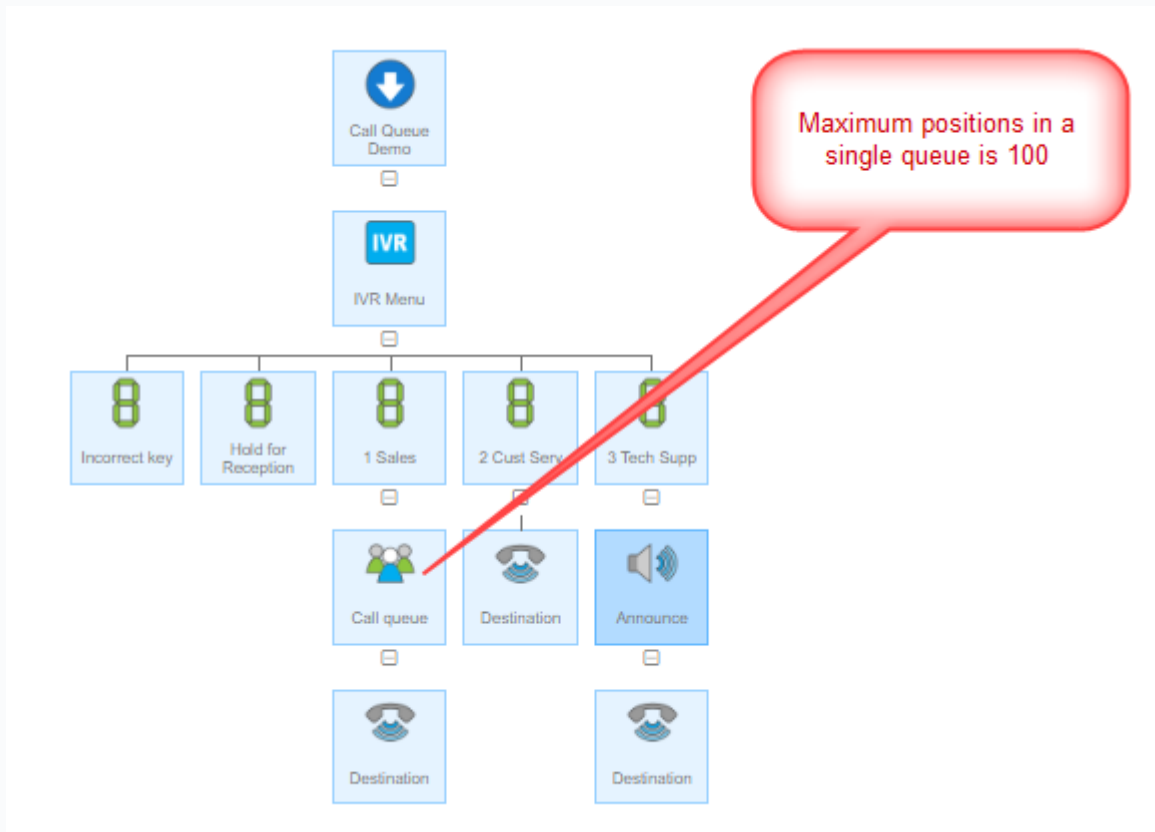 Call Queue
Demo
Maximum positions in a
single queue is 100
IVR
IVR Menu
Incorrect key
Hold for
Reception
1 Sales
2 Cust Serv
3 Tech Supp
Call queue
Destination
Announce
Destination
Destination